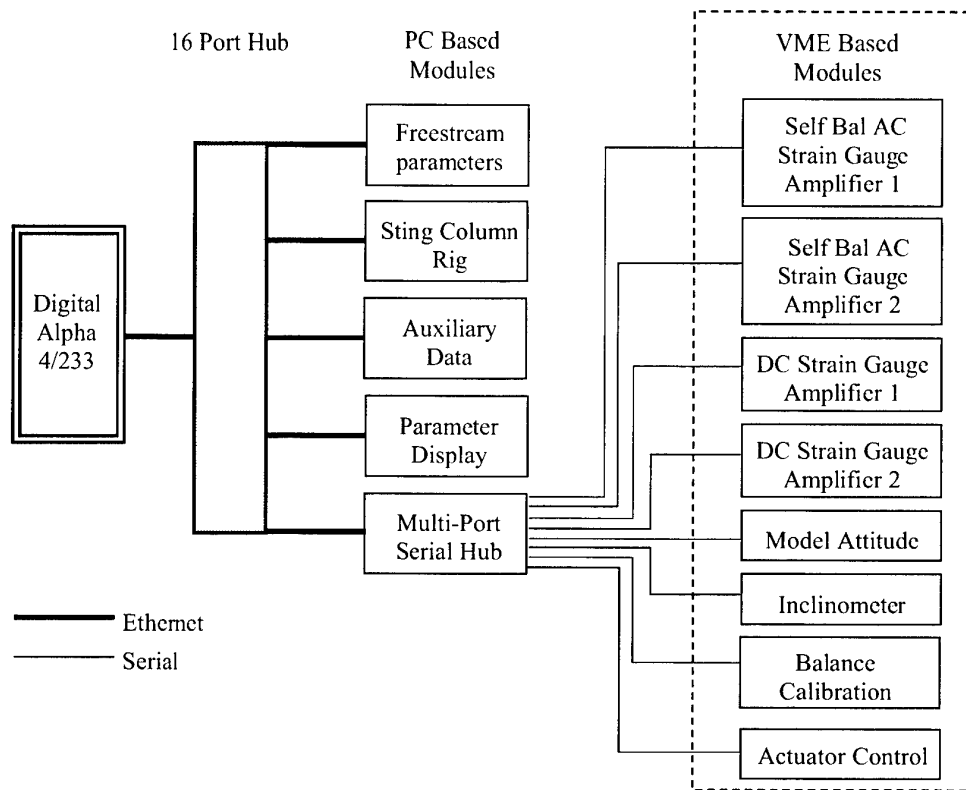 16 Port Hub
PC Based
Modules
VME Based
Modules
Digital
Alpha
4/233
Freestream
parameters
Sting Column
Rig
Auxiliary
Data
Parameter
Display
Multi-Port
Serial Hub
Self Bal AC
Strain Gauge
Amplifier 1
Self Bal AC
Strain Gauge
Amplifier 2
DC Strain Gauge
Amplifier 1
DC Strain Gauge
Amplifier 2
Model Attitude
Inclinometer
Balance
Calibration
Actuator Control
Ethernet
Serial